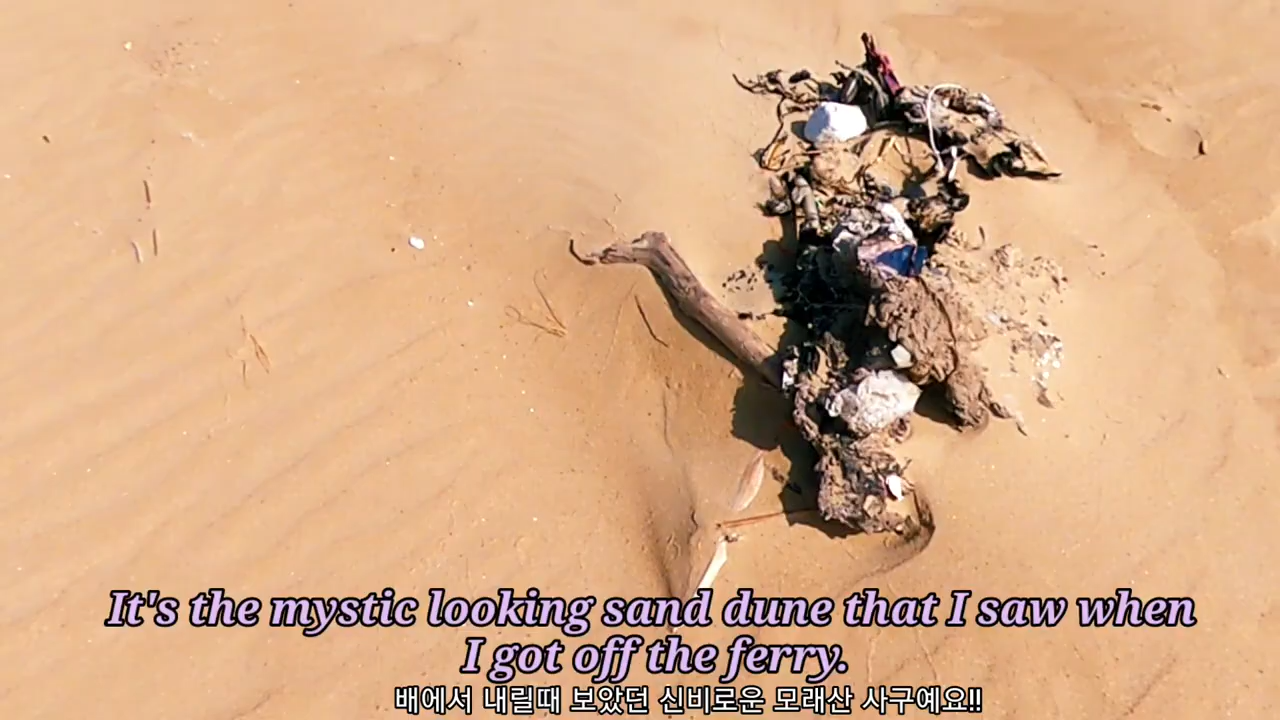 It's the mystic looking sand dune that I saw when
I got off the ferry.
배에서 내릴때 보았던 신비로운 모래산 사구예요!!